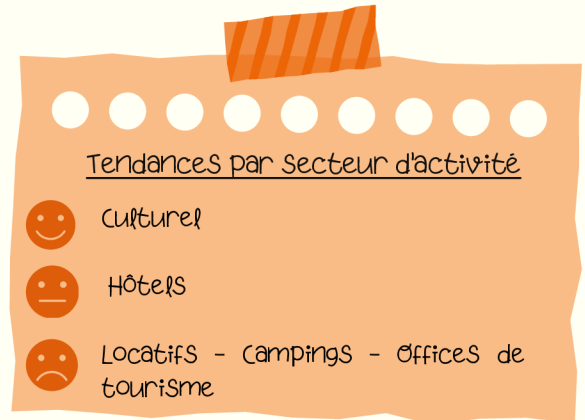 Tendances par secteur d'activité
Culturel
Hôtels
Locatifs - Campings - Offices de
tourisme